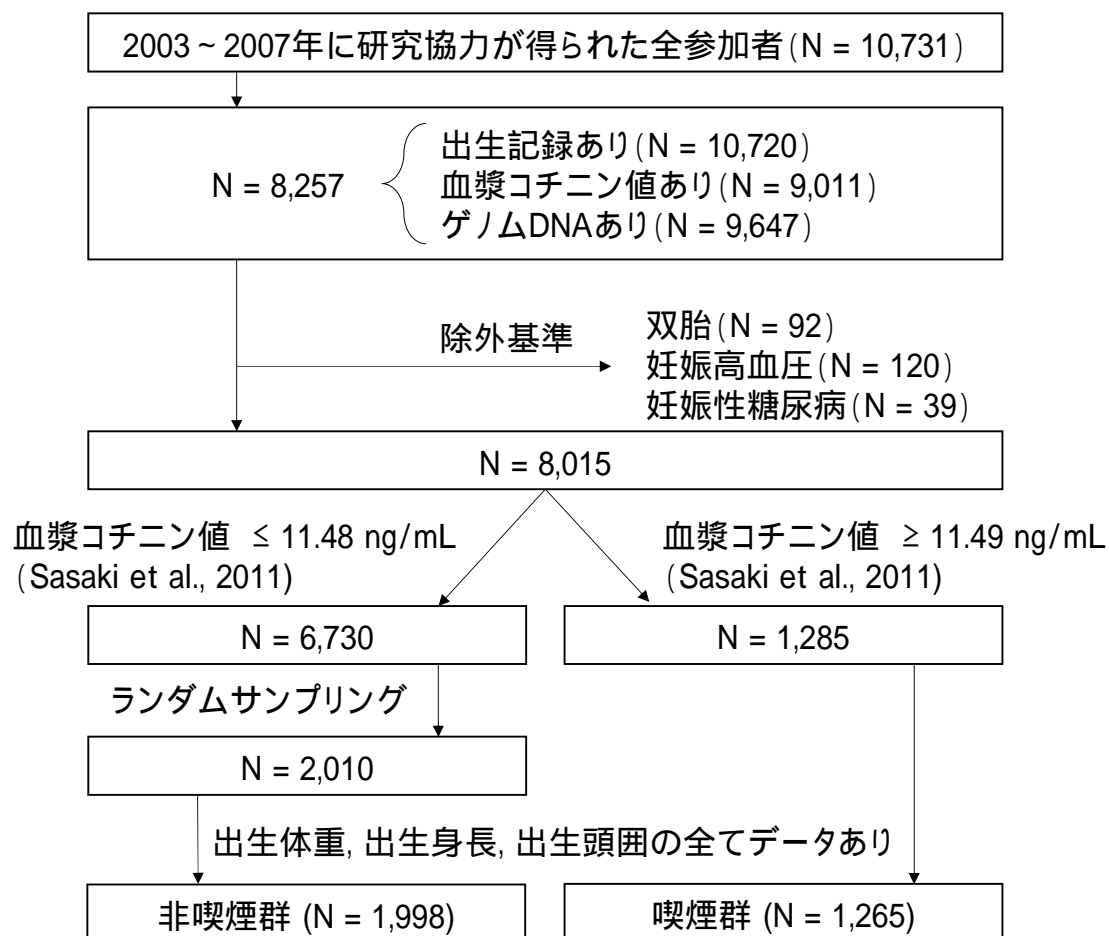 2003~2007年に研究協力が得られた全参加者(N = 10,731)
N = 8,257
出生記録あり(N = 10,720)
血漿コチニン値あり(N = 9,011)
ゲノムDNAあり(N = 9,647)
除外基準
双胎(N = 92)
妊娠高血圧(N = 120)
妊娠性糖尿病(N = 39)
N = 8,015
血漿コチニン値 ≤ 11.48 ng/mL
(Sasaki et al., 2011)
血漿コチニン値 ≥ 11.49 ng/mL
(Sasaki et al., 2011)
N = 6,730
N = 1,285
ランダムサンプリング
N = 2,010
出生体重, 出生身長, 出生頭囲の全てデータあり
非喫煙群 (N = 1,998)
喫煙群 (N = 1,265)